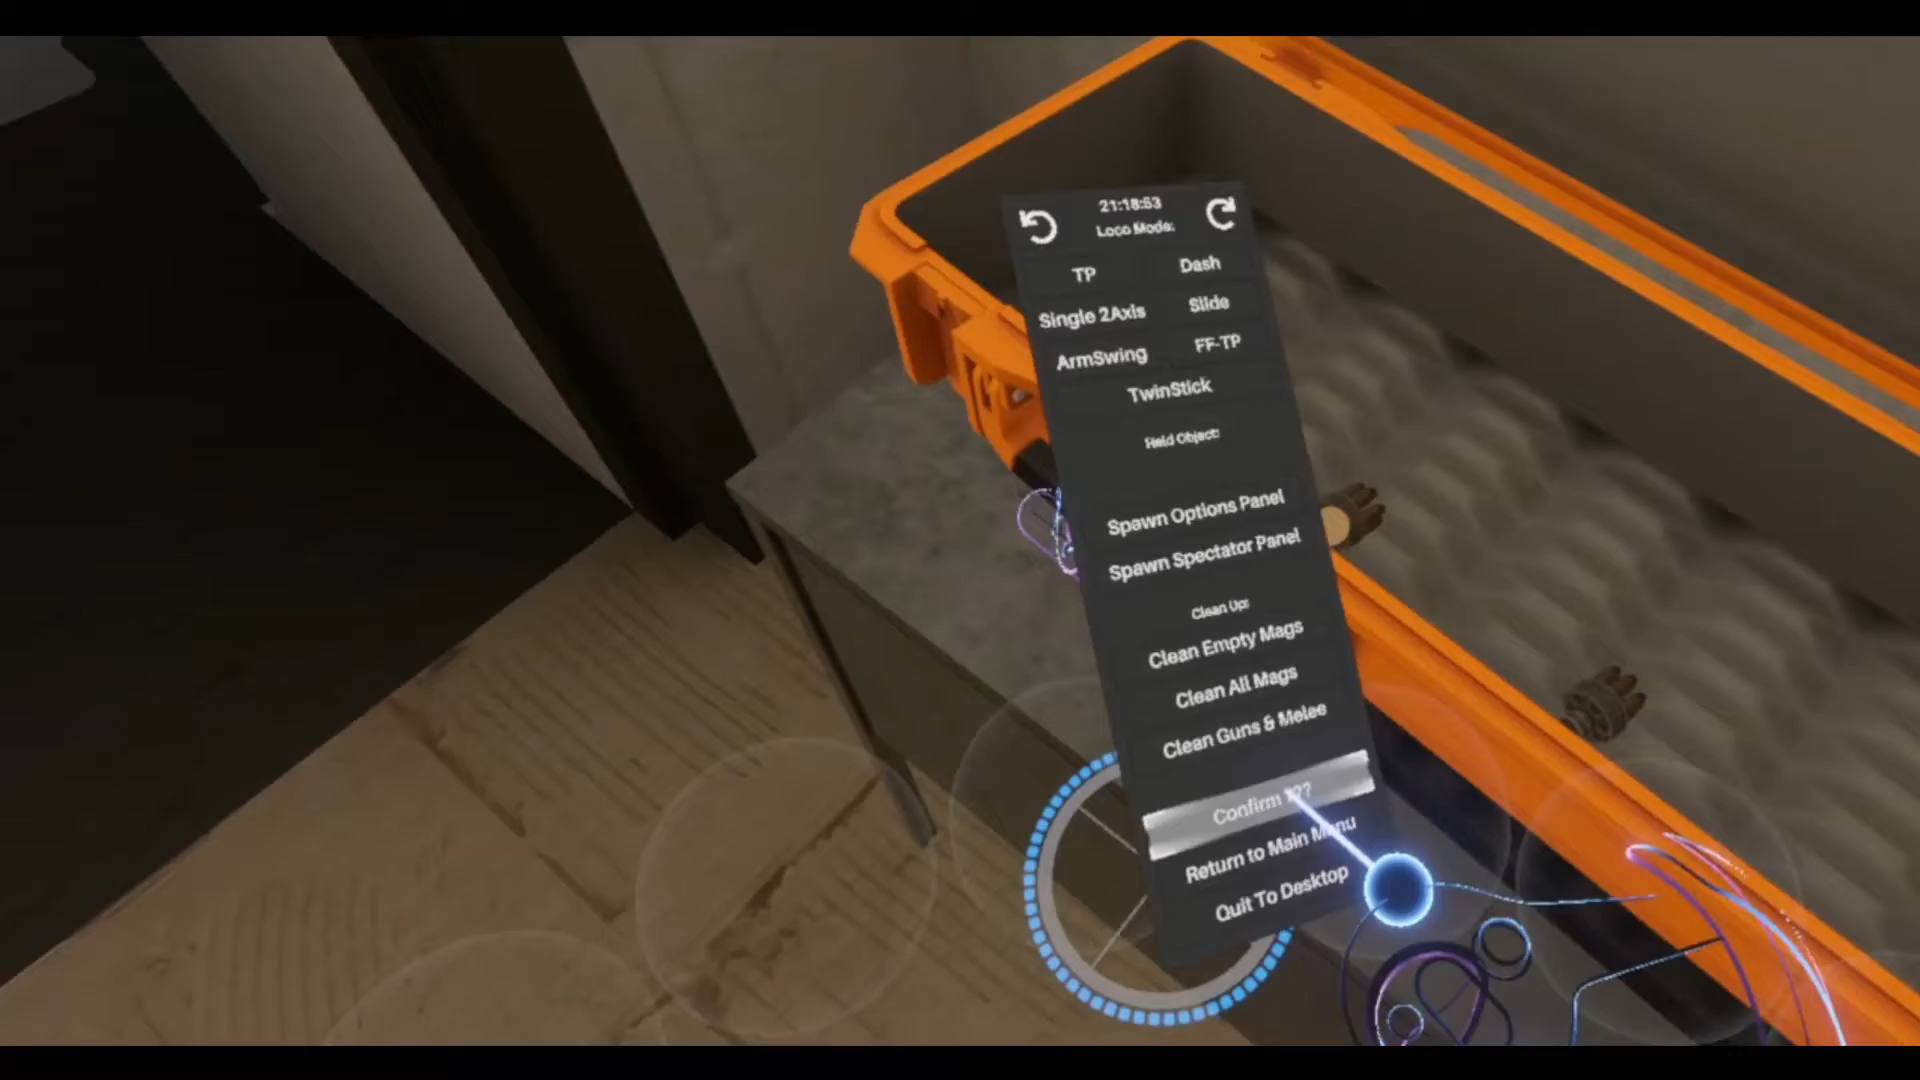 21:18:53
Loco Mode:
TP Dash
Single 2Axis Slide
ArmSwing FF-TP
TwinStick
Held Object:
Spawn Options Panel
Spawn Spectator Panel
Clean Up:
Clean Empty Mags
Clean All Mags
Clean Guns & Melee
Confirm ???
Return to Main Menu
Quit To Desktop